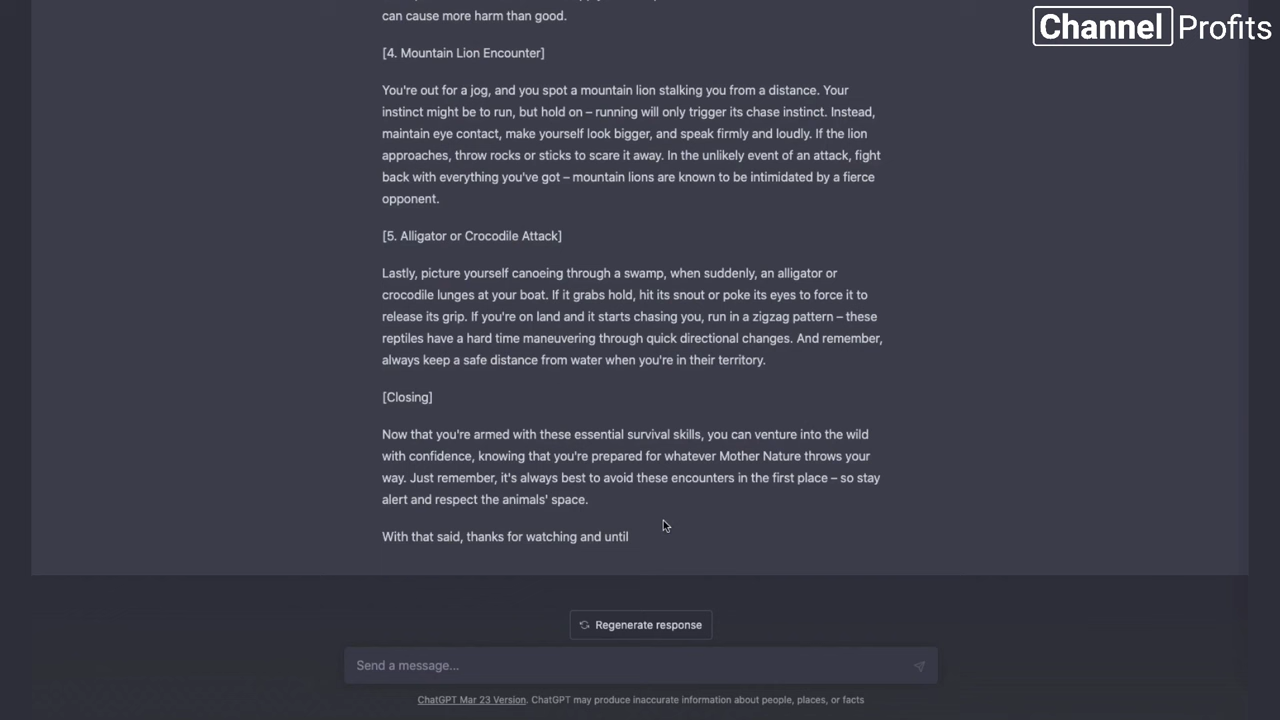 Channel Profits
can cause more harm than good.
[4. Mountain Lion Encounter]
You're out for a jog, and you spot a mountain lion stalking you from a distance. Your
instinct might be to run, but hold on – running will only trigger its chase instinct. Instead,
maintain eye contact, make yourself look bigger, and speak firmly and loudly. If the lion
approaches, throw rocks or sticks to scare it away. In the unlikely event of an attack, fight
back with everything you've got – mountain lions are known to be intimidated by a fierce
opponent.
[5. Alligator or Crocodile Attack]
Lastly, picture yourself canoeing through a swamp, when suddenly, an alligator or
crocodile lunges at your boat. If it grabs hold, hit its snout or poke its eyes to force it to
release its grip. If you're on land and it starts chasing you, run in a zigzag pattern – these
reptiles have a hard time maneuvering through quick directional changes. And remember,
always keep a safe distance from water when you're in their territory.
[Closing]
Now that you're armed with these essential survival skills, you can venture into the wild
with confidence, knowing that you're prepared for whatever Mother Nature throws your
way. Just remember, it's always best to avoid these encounters in the first place – so stay
alert and respect the animals' space.
With that said, thanks for watching and until
Regenerate response
Send a message...
ChatGPT Mar 23 Version. ChatGPT may produce inaccurate information about people, places, or facts